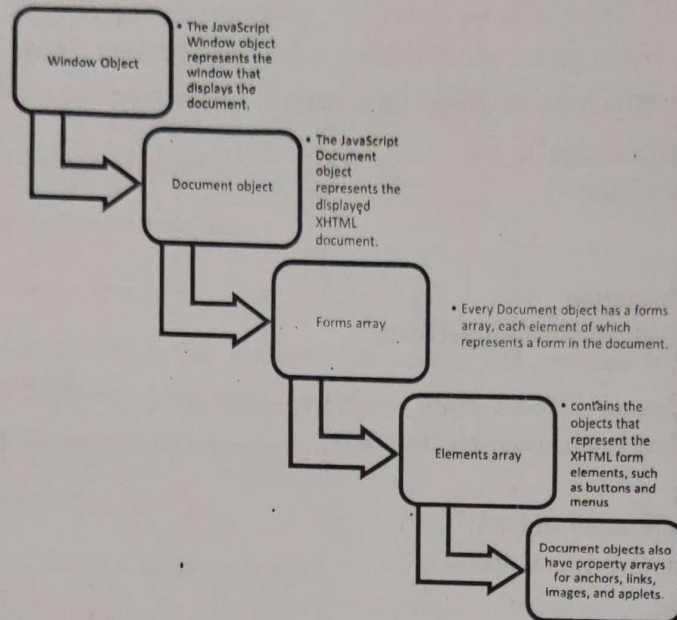 Window Object
• The JavaScript
Window object
represents the
window that
displays the
document.
Document object
• The JavaScript
Document
object
represents the
displayed
XHTML
document.
Forms array
• Every Document object has a forms
array, each element of which
represents a form in the document.
Elements array
• contains the
objects that
represent the
XHTML form
elements, such
as buttons and
menus
Document objects also
have property arrays
for anchors, links,
images, and applets.